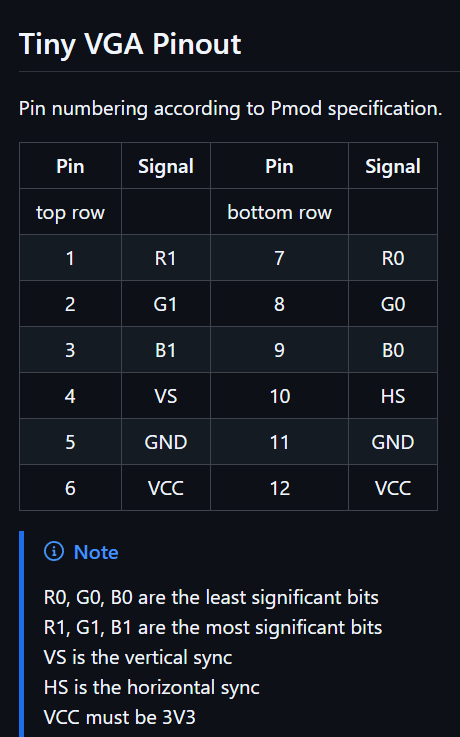 Tiny VGA Pinout
Pin numbering according to Pmod specification.
Pin Signal Pin Signal
top row bottom row
1 R1 7 R0
2 G1 8 G0
3 B1 9 B0
4 VS 10 HS
5 GND 11 GND
6 VCC 12 VCC
Note
R0, G0, B0 are the least significant bits
R1, G1, B1 are the most significant bits
VS is the vertical sync
HS is the horizontal sync
VCC must be 3V3